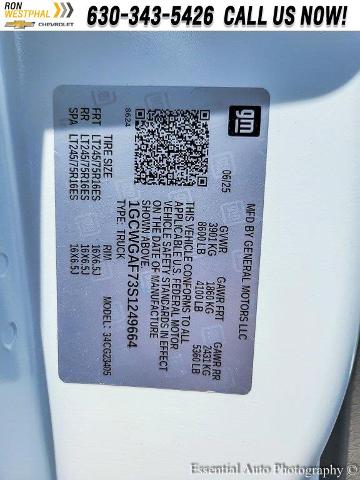 RON
WESTPHAL
CHEVROLET
630-343-5426 CALL US NOW!
gm
MFD BY GENERAL MOTORS LLC
06/25
GVWR
3901 KG
8600 LB
GAWR FRT
1860 KG
4100 LB
GAWR RR
2431 KG
5360 LB
THIS VEHICLE CONFORMS TO ALL
APPLICABLE U.S. FEDERAL MOTOR
VEHICLE SAFETY STANDARDS IN EFFECT
ON THE DATE OF MANUFACTURE
SHOWN ABOVE.
1GCWGAF73S1249664
TYPE: TRUCK
MODEL: 34CG23405
8624
TIRE SIZE RIM
FRT LT245/75R16ES 16X6.5J
RR LT245/75R16ES 16X6.5J
SPA LT245/75R16ES 16X6.5J
Essential Auto Photography ©